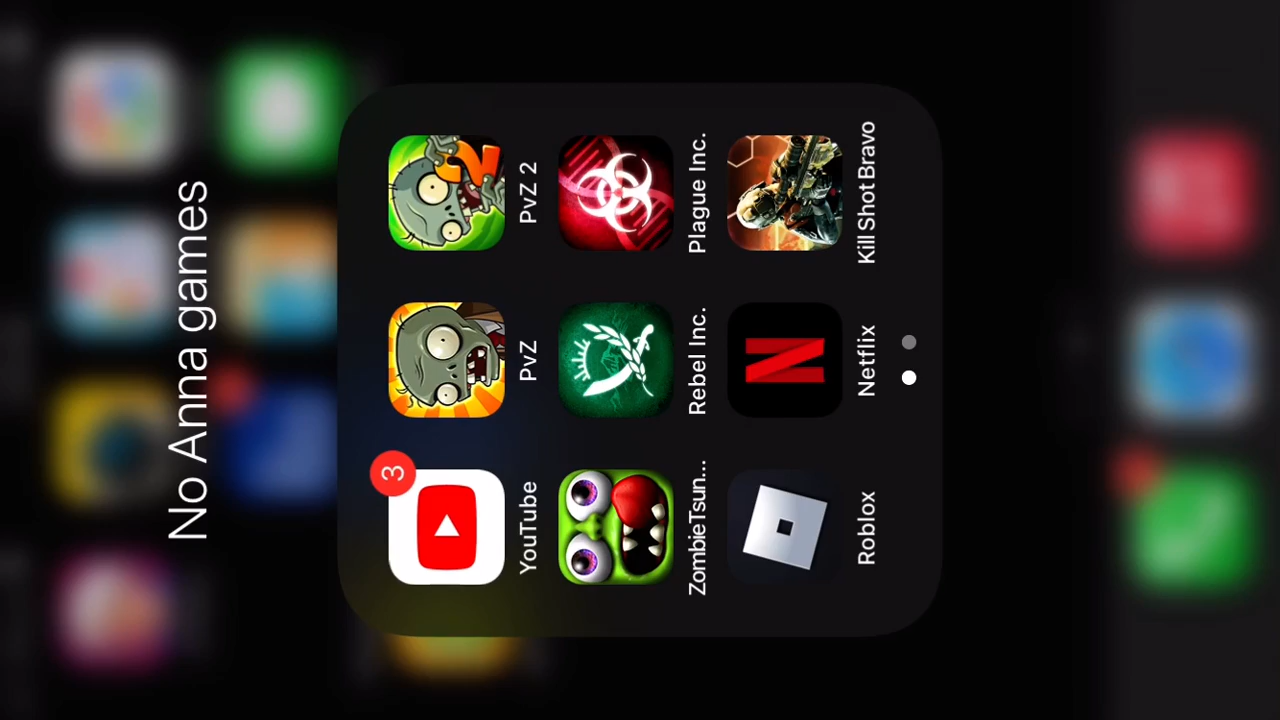 No Anna games
3
YouTube
PvZ
PvZ 2
ZombieTsun...
Rebel Inc.
Plague Inc.
Roblox
Netflix
Kill Shot Bravo